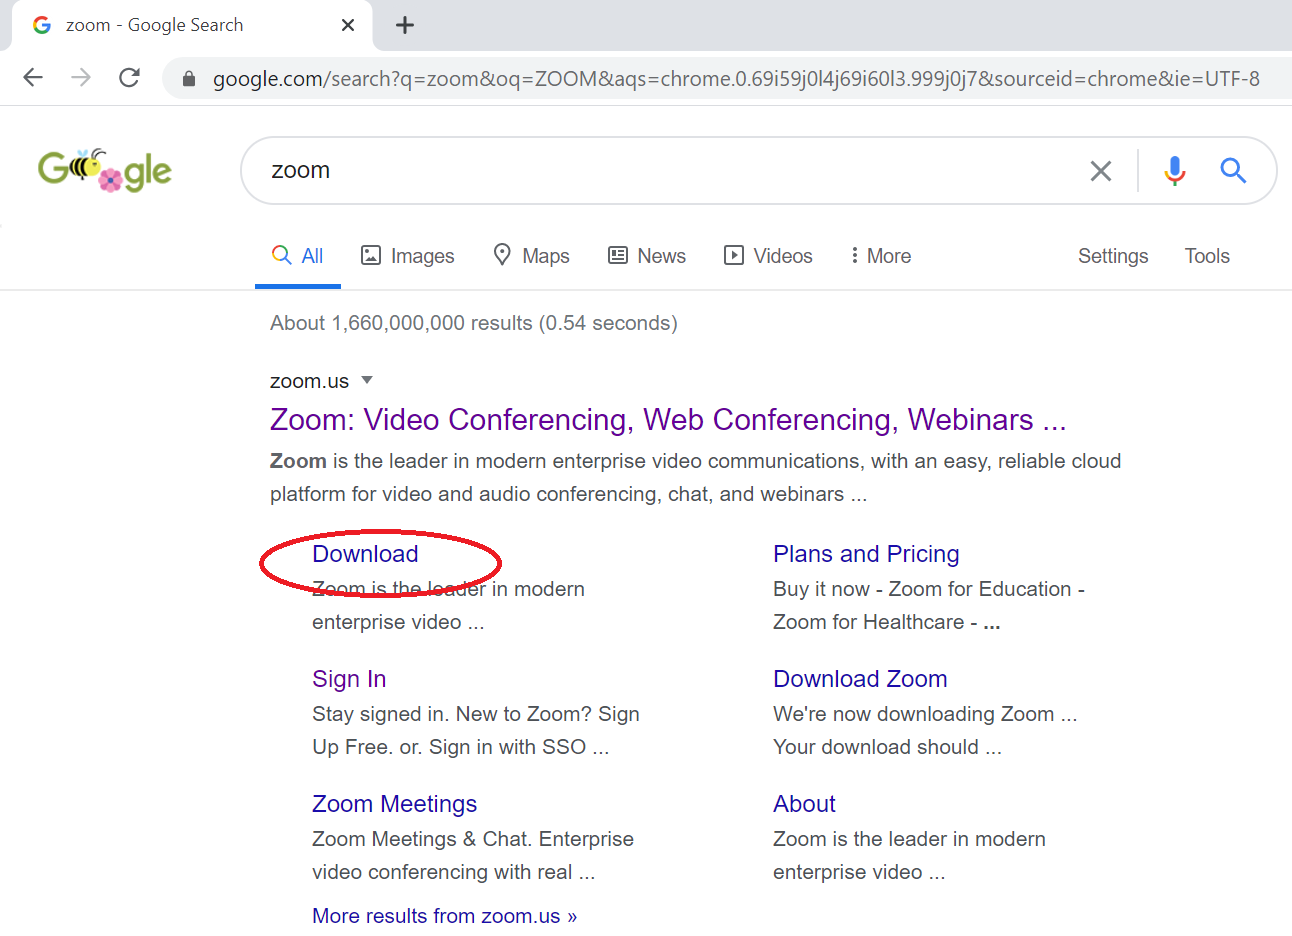 zoom - Google Search
google.com/search?q=zoom&oq=ZOOM&aqs=chrome.0.69i59j0l4j69i60l3.999j0j7&sourceid=chrome&ie=UTF-8
Google
zoom
All Images Maps News Videos More Settings Tools
About 1,660,000,000 results (0.54 seconds)
zoom.us
Zoom: Video Conferencing, Web Conferencing, Webinars ...
Zoom is the leader in modern enterprise video communications, with an easy, reliable cloud
platform for video and audio conferencing, chat, and webinars ...
Download
Zoom is the leader in modern
enterprise video ...
Plans and Pricing
Buy it now - Zoom for Education -
Zoom for Healthcare - ...
Sign In
Stay signed in. New to Zoom? Sign
Up Free. or. Sign in with SSO ...
Download Zoom
We're now downloading Zoom ...
Your download should ...
Zoom Meetings
Zoom Meetings & Chat. Enterprise
video conferencing with real ...
About
Zoom is the leader in modern
enterprise video ...
More results from zoom.us »